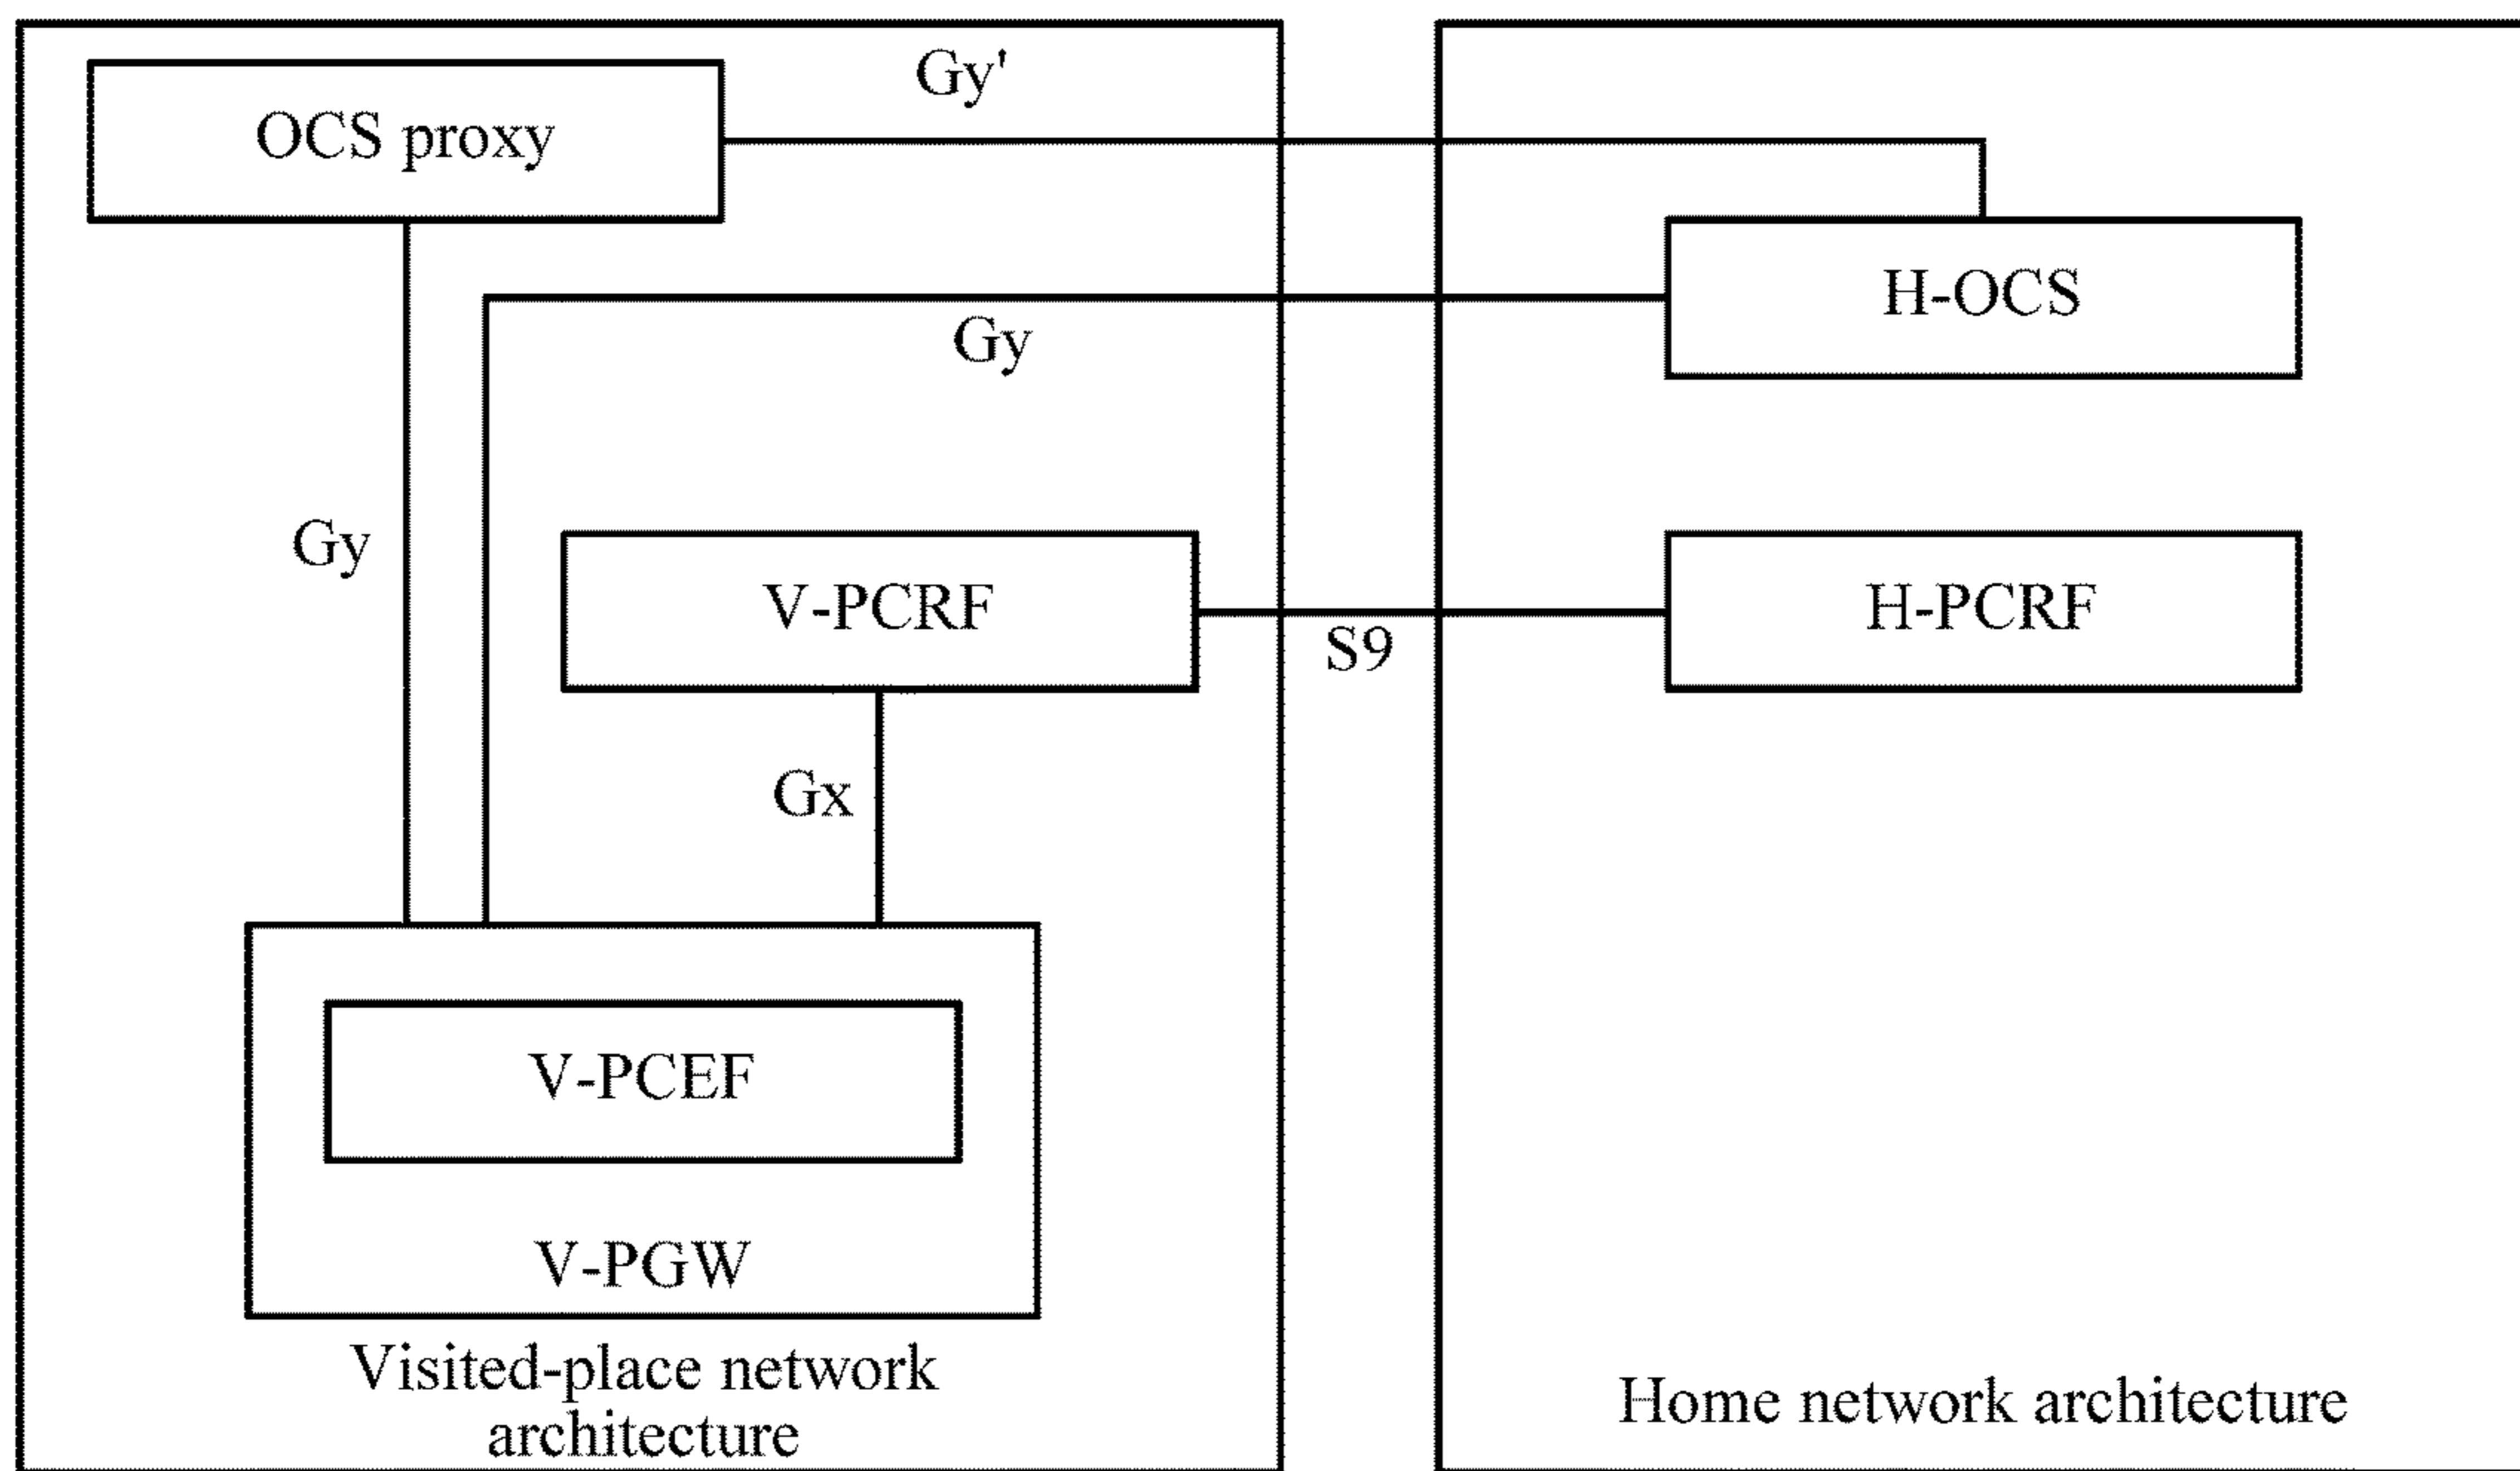 Gy'
OCS proxy
H-OCS
Gy
Gy
V-PCRF
H-PCRF
S9
Gx
V-PCEF
V-PGW
Visited-place network
architecture
Home network architecture